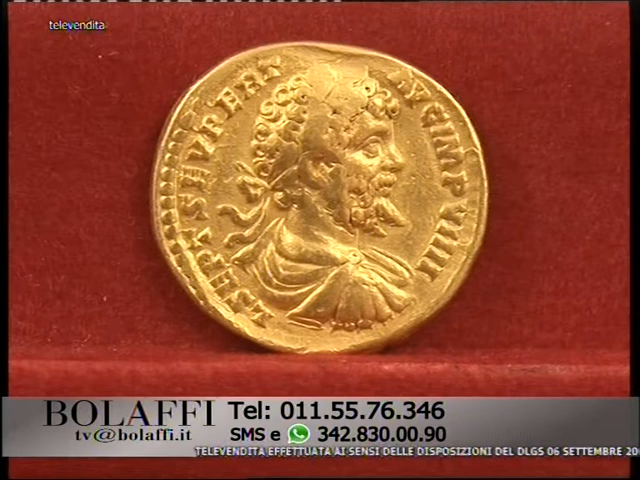 televendita
L SEPT SEV PERT AVG IMP VIIII
BOLAFFI
tv@bolaffi.it
Tel: 011.55.76.346
SMS e 342.830.00.90
TELEVENDITA EFFETTUATA AI SENSI DELLE DISPOSIZIONI DEL DLGS 06 SETTEMBRE 20